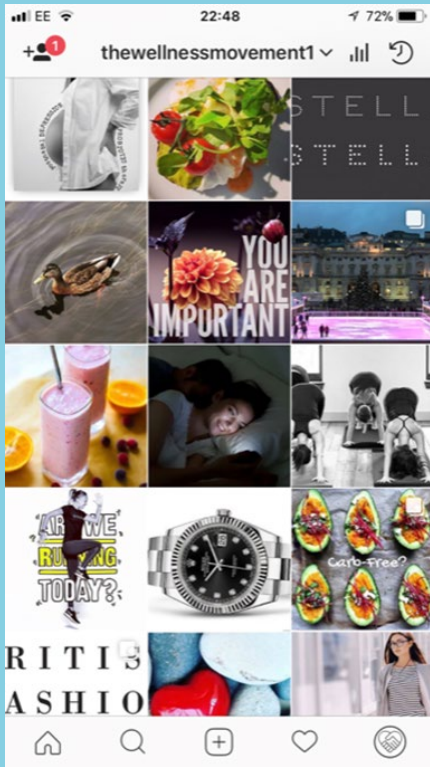 EE 22:48 72%
1 thewellnessmovement1
STELL
STELL
YOU
ARE
IMPORTANT
ARE WE
RUNNING
TODAY?
Carb-Free?
RITIS
ASHIO